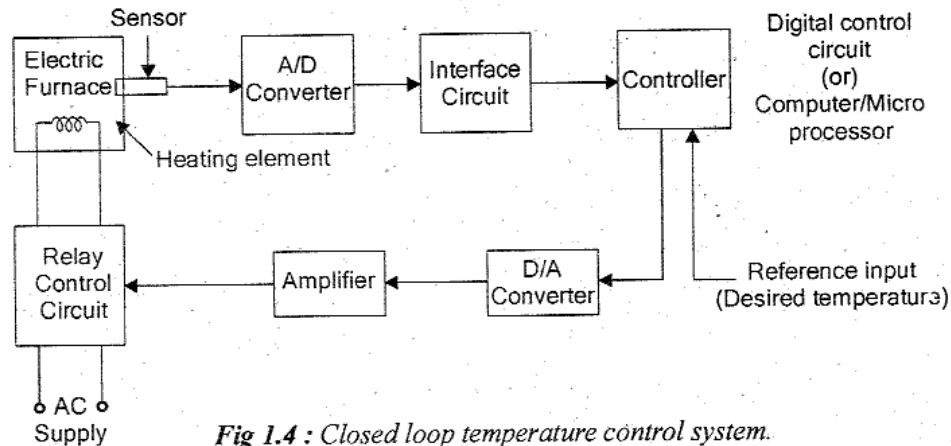 Sensor
Electric
Furnace
A/D
Converter
Interface
Circuit
Controller
Digital control
circuit
(or)
Computer/Micro
processor
Heating element
Relay
Control
Circuit
Amplifier
D/A
Converter
Reference input
(Desired temperature)
AC
Supply
Fig 1.4 : Closed loop temperature control system.